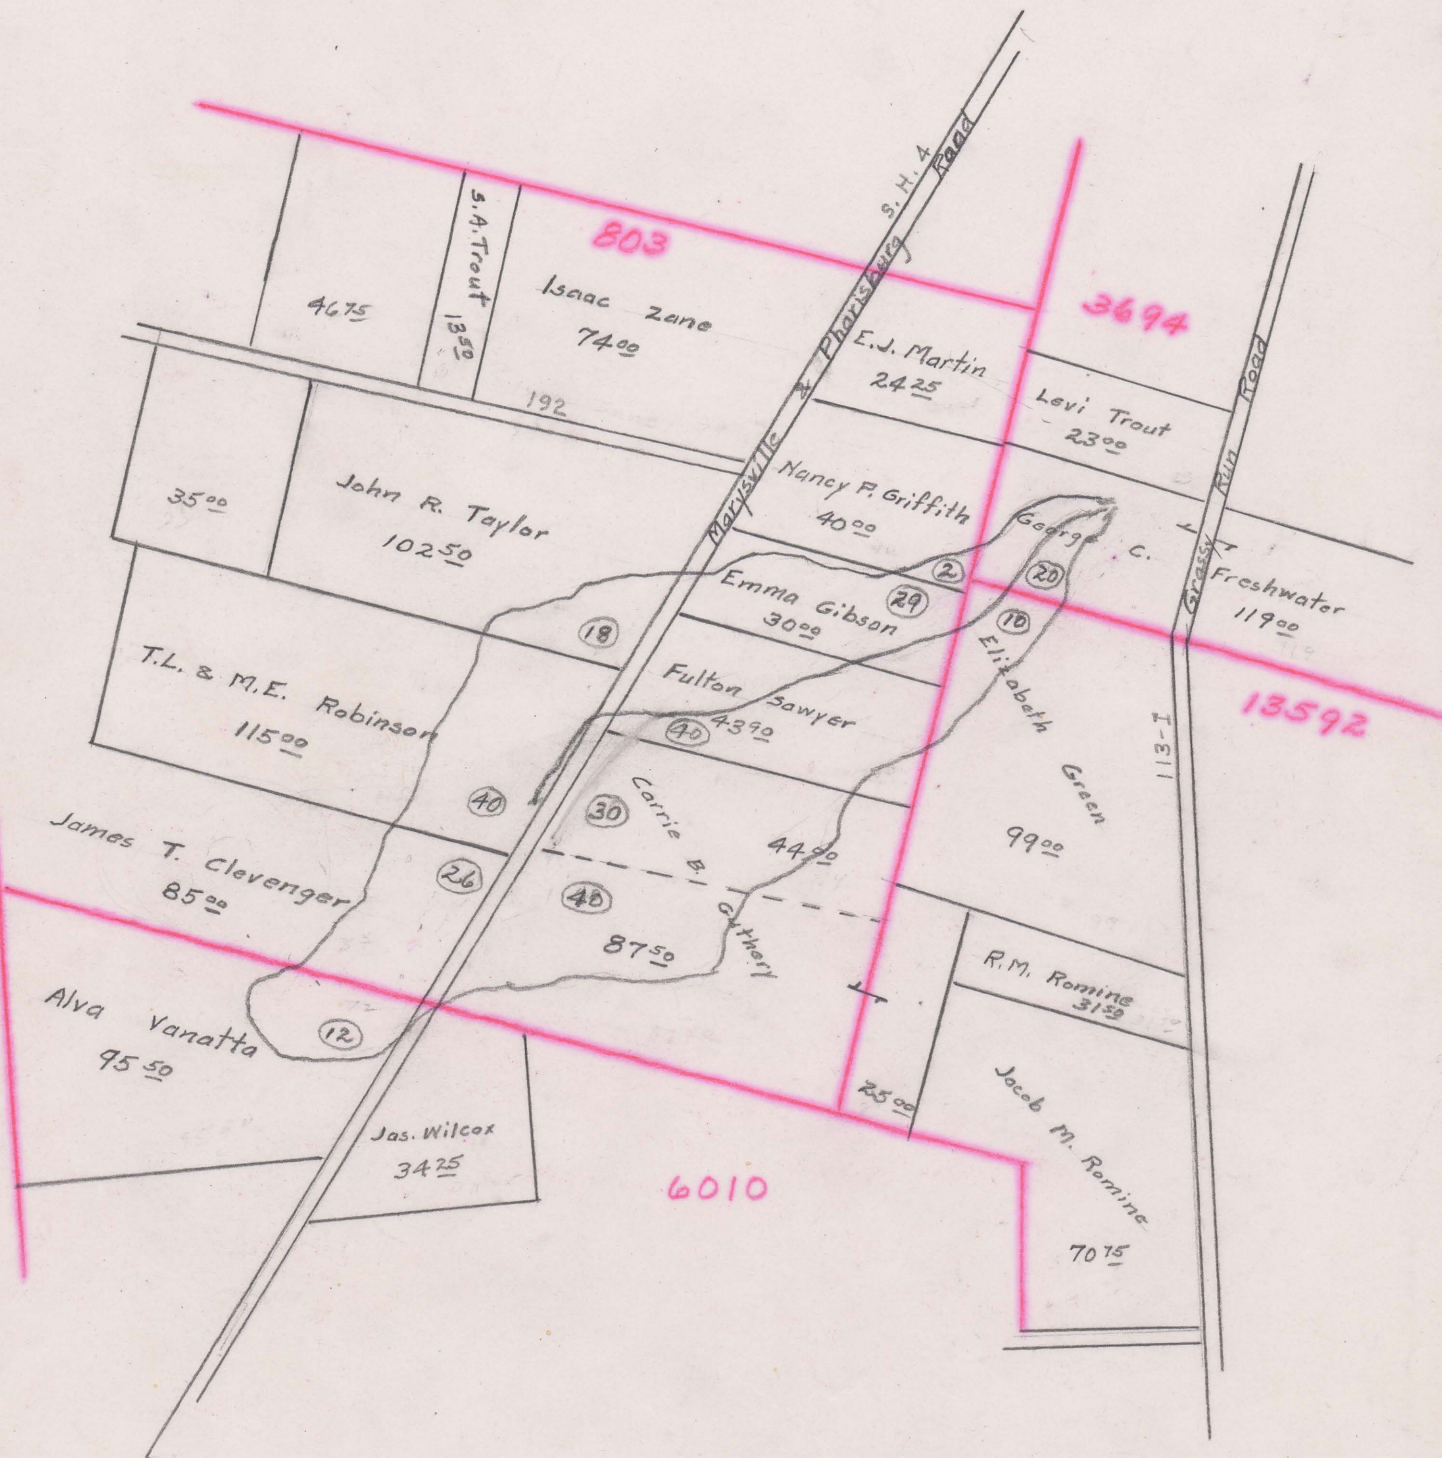 S. H. 4
Marysville & Pharisburg Road
803
3694
46 75
S. A. Trout
13 50
Isaac Zane
74 00
192
E. J. Martin
24 25
Levi Trout
23 00
Grassy Run Road
35 00
John R. Taylor
102 50
Nancy P. Griffith
40 00
2
George C.
Freshwater
119 00
20
10
Emma Gibson
30 00
29
18
T.L. & M.E. Robinson
115 00
40
Fulton Sawyer
43 90
40
Elizabeth Green
99 00
113-I
13592
James T. Clevenger
85 00
26
30
Carrie B. Guthery
44 90
40
87 50
Alva Vanatta
95 50
12
R.M. Romine
31 50
25 00
Jas. Wilcox
34 25
6010
Jacob M. Romine
70 75